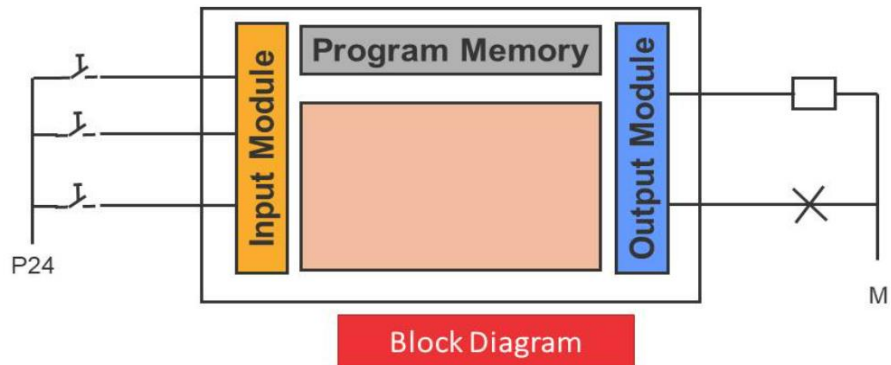 Program Memory
Input Module
Output Module
P24
M
Block Diagram